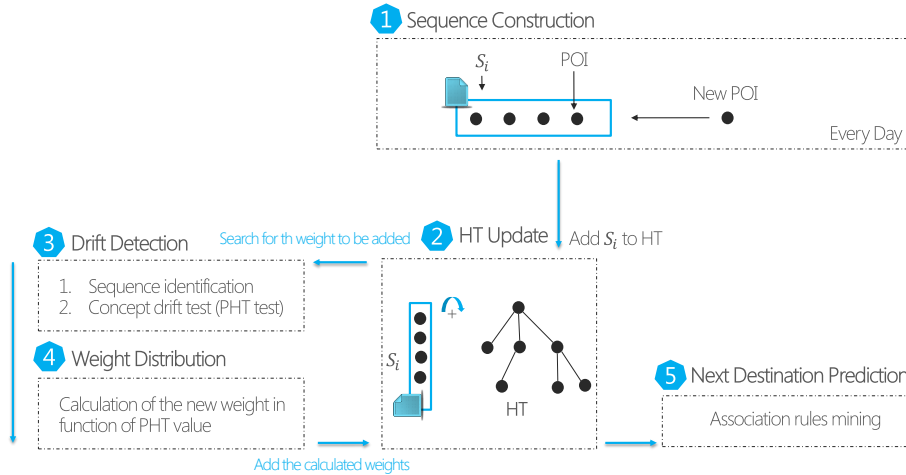 1 Sequence Construction
S_i
POI
New POI
Every Day
2 HT Update
Add S_i to HT
Search for th weight to be added
3 Drift Detection
1. Sequence identification
2. Concept drift test (PHT test)
4 Weight Distribution
Calculation of the new weight in
function of PHT value
Add the calculated weights
S_i
+
HT
5 Next Destination Prediction
Association rules mining